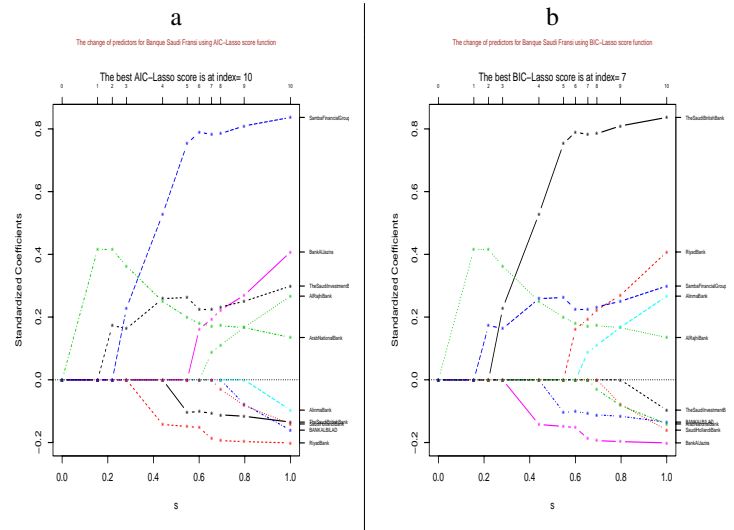 a
The change of predictors for Banque Saudi Fransi using AIC–Lasso score function
The best AIC–Lasso score is at index= 10
0 1 2 3 4 5 6 7 8 9 10
Standardized Coefficients
0.8
0.6
0.4
0.2
0.0
−0.2
SambaFinancialGroup
BankAlJazira
TheSaudiInvestmentB
AlRajhiBank
ArabNationalBank
AlinmaBank
TheSaudiBritishBank
SaudiHollandiBank
BANKALBILAD
RiyadBank
0.0 0.2 0.4 0.6 0.8 1.0
s
b
The change of predictors for Banque Saudi Fransi using BIC–Lasso score function
The best BIC–Lasso score is at index= 7
0 1 2 3 4 5 6 7 8 9 10
Standardized Coefficients
0.8
0.6
0.4
0.2
0.0
−0.2
TheSaudiBritishBank
RiyadBank
SambaFinancialGroup
AlinmaBank
AlRajhiBank
TheSaudiInvestmentB
BANKALBILAD
ArabNationalBank
SaudiHollandiBank
BankAlJazira
0.0 0.2 0.4 0.6 0.8 1.0
s